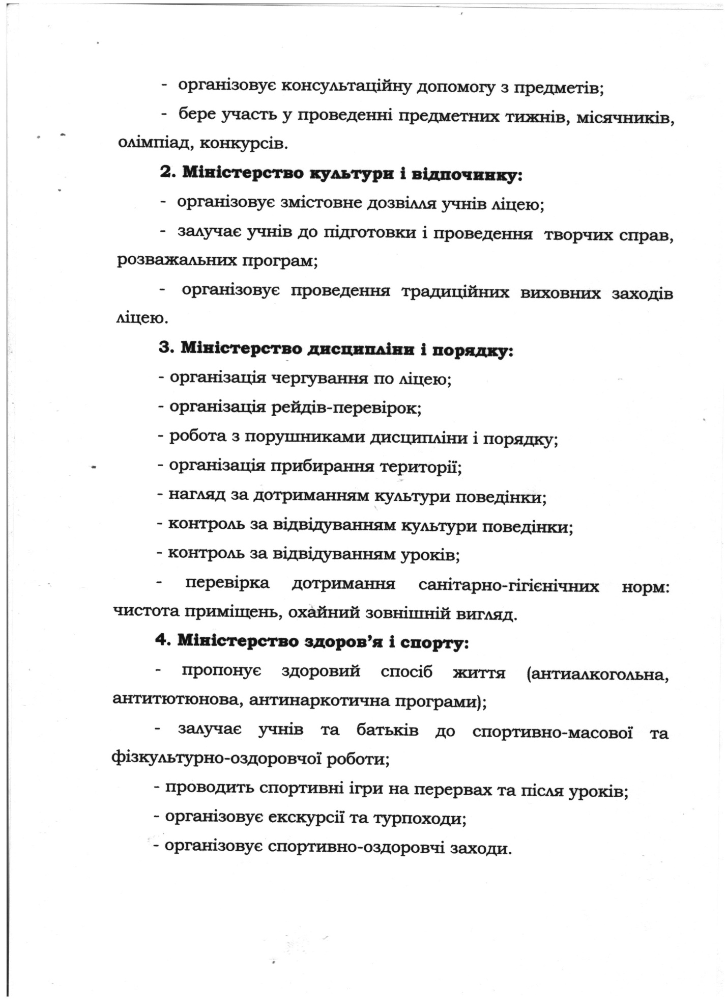 - організовує консультаційну допомогу з предметів;
- бере участь у проведенні предметних тижнів, місячників,
олімпіад, конкурсів.
2. Міністерство культури і відпочинку:
- організовує змістовне дозвілля учнів ліцею;
- залучає учнів до підготовки і проведення творчих справ,
розважальних програм;
- організовує проведення традиційних виховних заходів
ліцею.
3. Міністерство дисципліни і порядку:
- організація чергування по ліцею;
- організація рейдів-перевірок;
- робота з порушниками дисципліни і порядку;
- організація прибирання території;
- нагляд за дотриманням культури поведінки;
- контроль за відвідуванням культури поведінки;
- контроль за відвідуванням уроків;
- перевірка дотримання санітарно-гігієнічних норм:
чистота приміщень, охайний зовнішній вигляд.
4. Міністерство здоров’я і спорту:
- пропонує здоровий спосіб життя (антиалкогольна,
антитютюнова, антинаркотична програми);
- залучає учнів та батьків до спортивно-масової та
фізкультурно-оздоровчої роботи;
- проводить спортивні ігри на перервах та після уроків;
- організовує екскурсії та турпоходи;
- організовує спортивно-оздоровчі заходи.